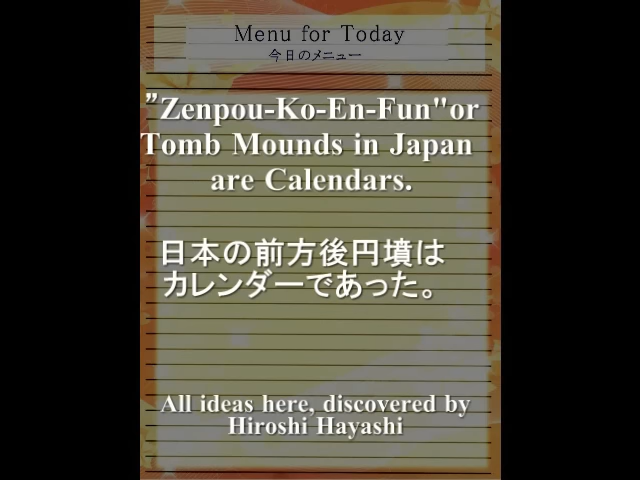 Menu for Today
今日のメニュー
”Zenpou-Ko-En-Fun"or
Tomb Mounds in Japan
are Calendars.
日本の前方後円墳は
カレンダーであった。
All ideas here, discovered by
Hiroshi Hayashi